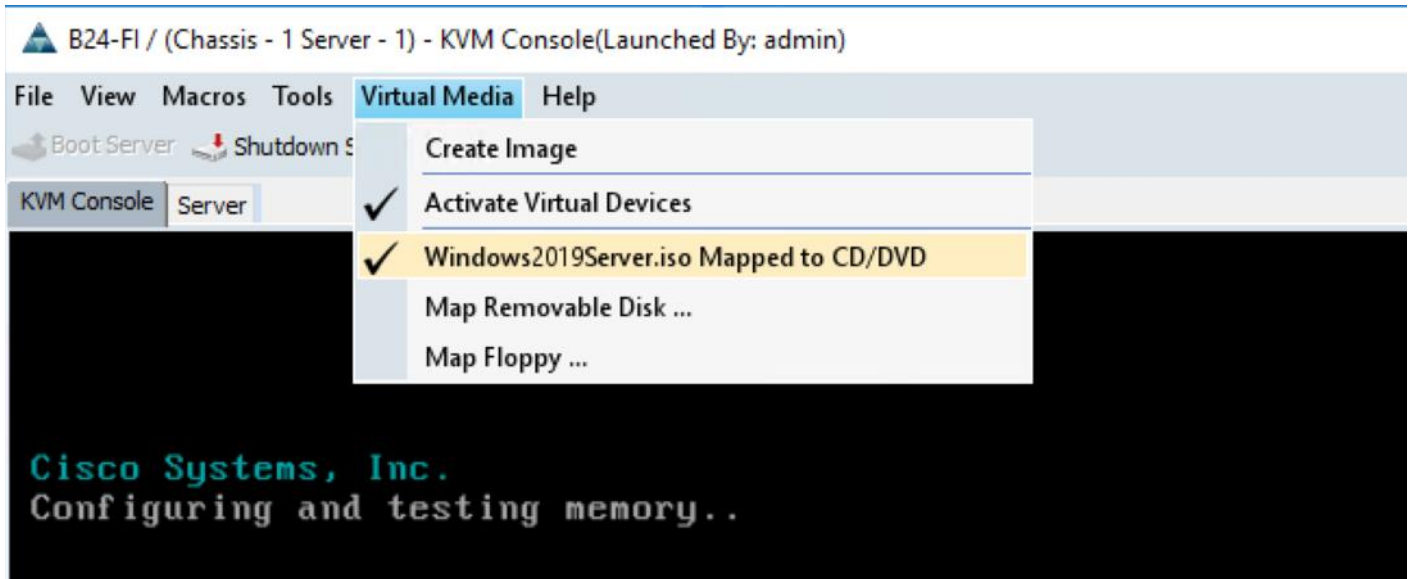 B24-FI / (Chassis - 1 Server - 1) - KVM Console(Launched By: admin)
File View Macros Tools Virtual Media Help
Boot Server Shutdown S
Create Image
KVM Console Server
Activate Virtual Devices
Windows2019Server.iso Mapped to CD/DVD
Map Removable Disk ...
Map Floppy ...
Cisco Systems, Inc.
Configuring and testing memory..